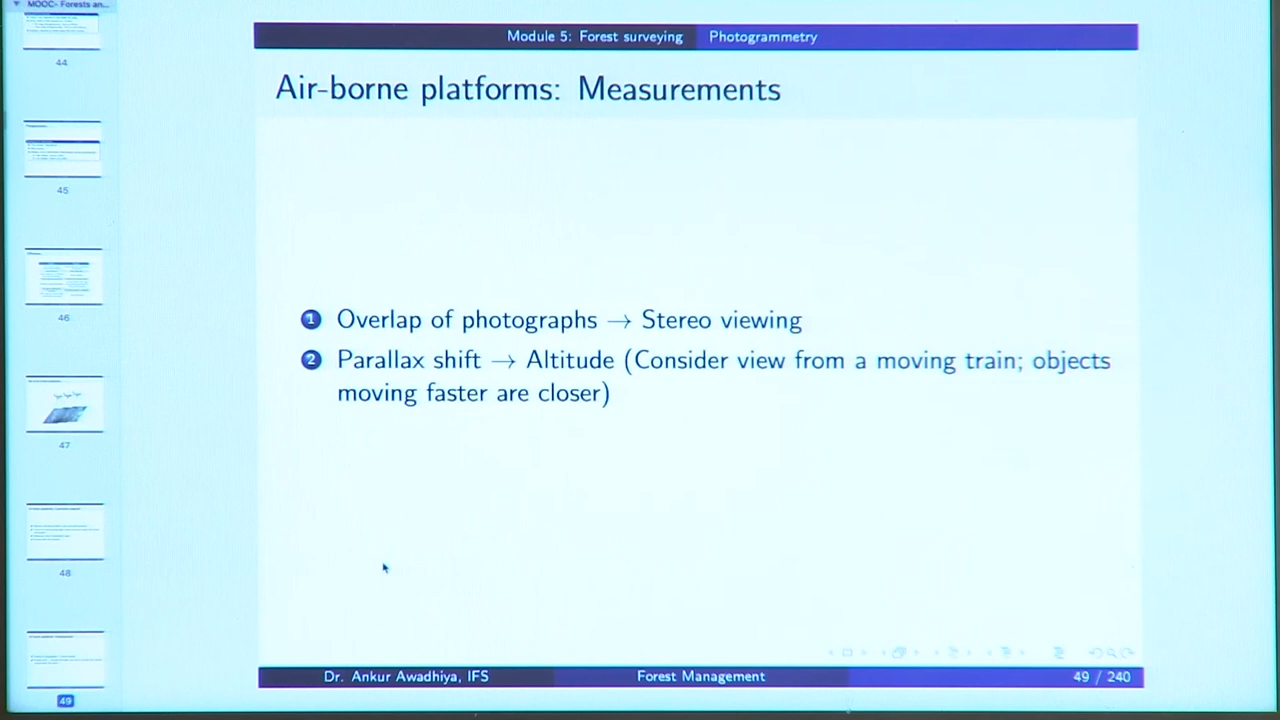 MOOC- Forests an...
Module 5: Forest surveying Photogrammetry
Air-borne platforms: Measurements
44
45
46
47
48
49
1 Overlap of photographs → Stereo viewing
2 Parallax shift → Altitude (Consider view from a moving train; objects
moving faster are closer)
Dr. Ankur Awadhiya, IFS Forest Management 49 / 240